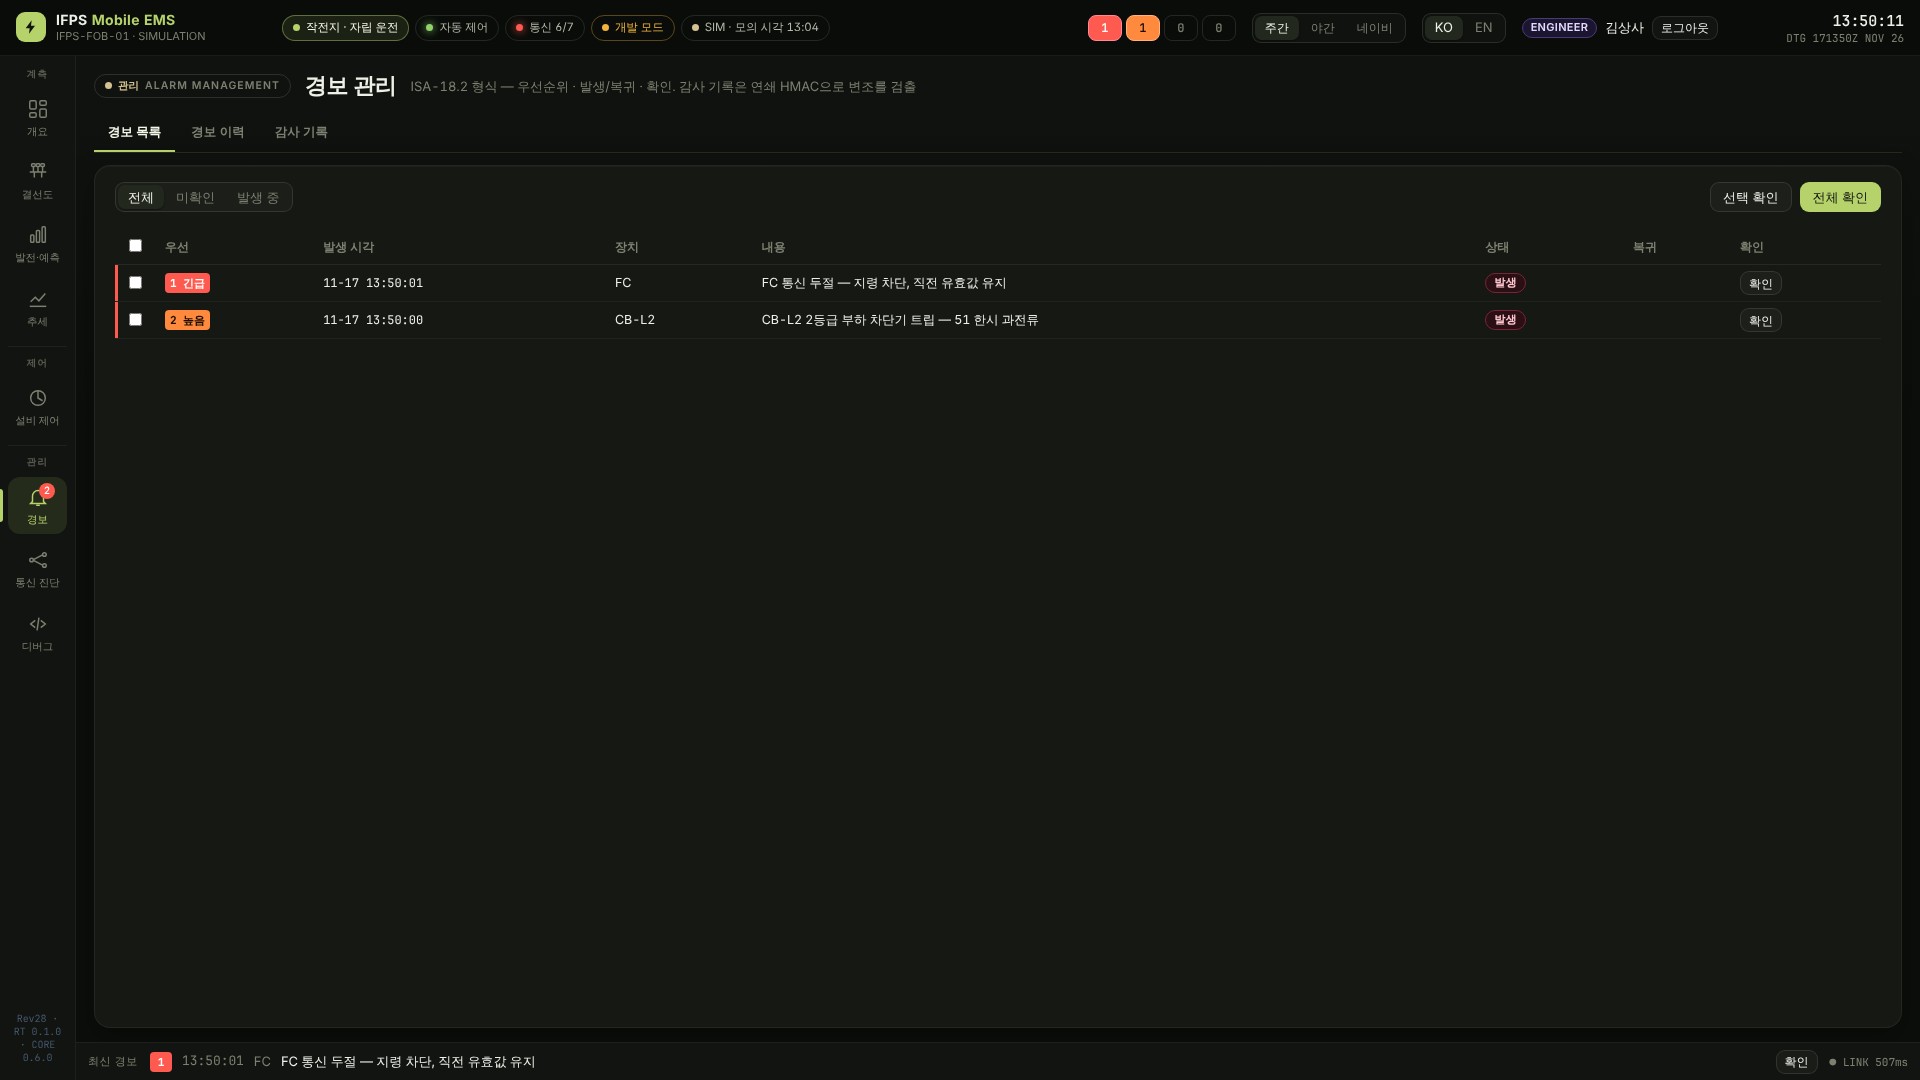 IFPS Mobile EMS
IFPS-FOB-01 · SIMULATION
작전지 · 자립 운전
자동 제어
통신 6/7
개발 모드
SIM · 모의 시각 13:04
1 1 0 0
주간 야간 네이비
KO EN
ENGINEER 김상사 로그아웃
13:50:11
DTG 171350Z NOV 26
계측
개요
결선도
발전·예측
추세
제어
설비 제어
관리
2
경보
통신 진단
디버그
Rev28 ·
RT 0.1.0
· CORE
0.6.0
관리 ALARM MANAGEMENT
경보 관리
ISA-18.2 형식 — 우선순위 · 발생/복귀 · 확인. 감사 기록은 연쇄 HMAC으로 변조를 검출
경보 목록 경보 이력 감사 기록
전체 미확인 발생 중
선택 확인 전체 확인
우선 발생 시각 장치 내용 상태 복귀 확인
1 긴급 11-17 13:50:01 FC FC 통신 두절 — 지령 차단, 직전 유효값 유지 발생 확인
2 높음 11-17 13:50:00 CB-L2 CB-L2 2등급 부하 차단기 트립 — 51 한시 과전류 발생 확인
최신 경보 1 13:50:01 FC FC 통신 두절 — 지령 차단, 직전 유효값 유지 확인 LINK 507ms